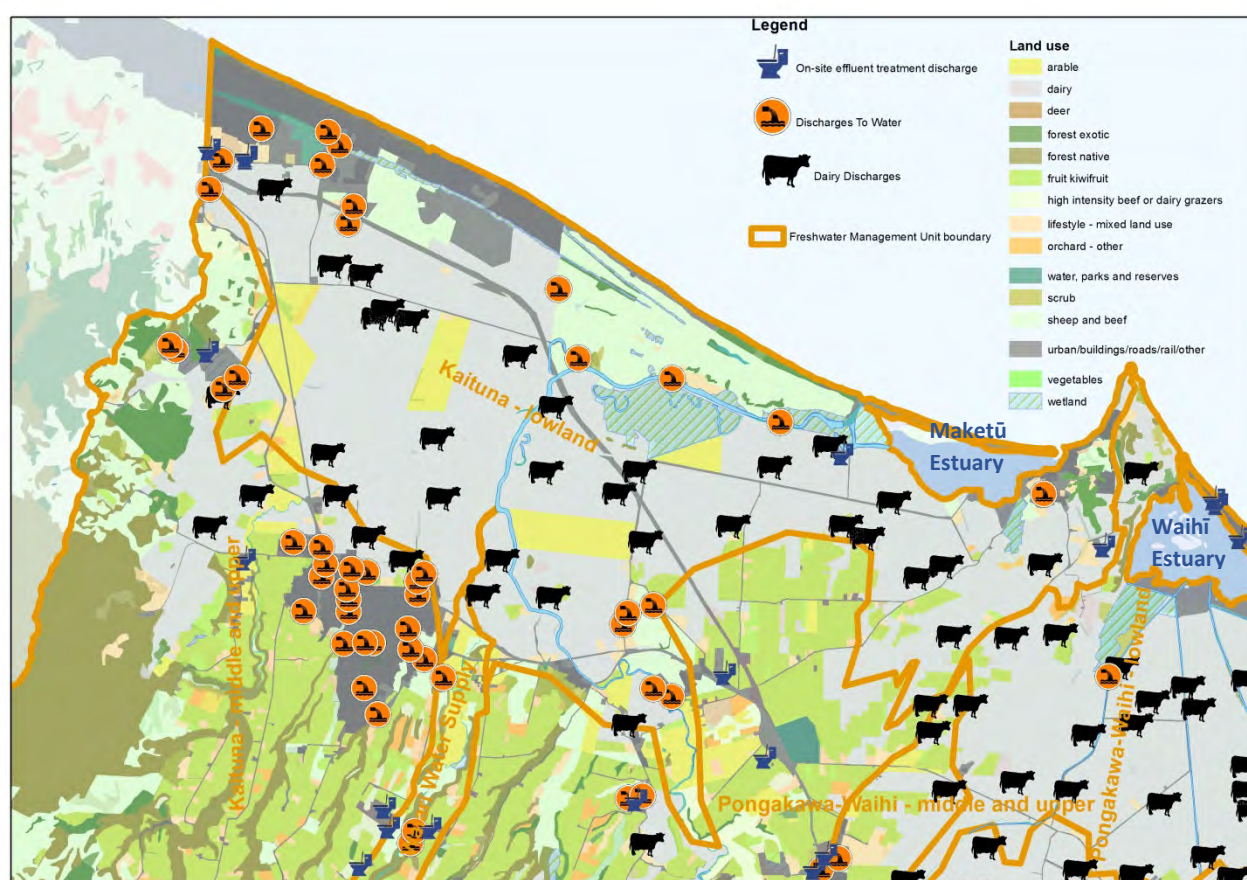 Legend
On-site effluent treatment discharge
Discharges To Water
Dairy Discharges
Freshwater Management Unit boundary
Land use
arable
dairy
deer
forest exotic
forest native
fruit kiwifruit
high intensity beef or dairy grazers
lifestyle - mixed land use
orchard - other
water, parks and reserves
scrub
sheep and beef
urban/buildings/roads/rail/other
vegetables
wetland
Kaituna - lowland
Maketū
Estuary
Waihī
Estuary
Kaituna - middle and upper
Water Supply
Pongakawa-Waihi - middle and upper
Pongakawa-Waihi - lowland